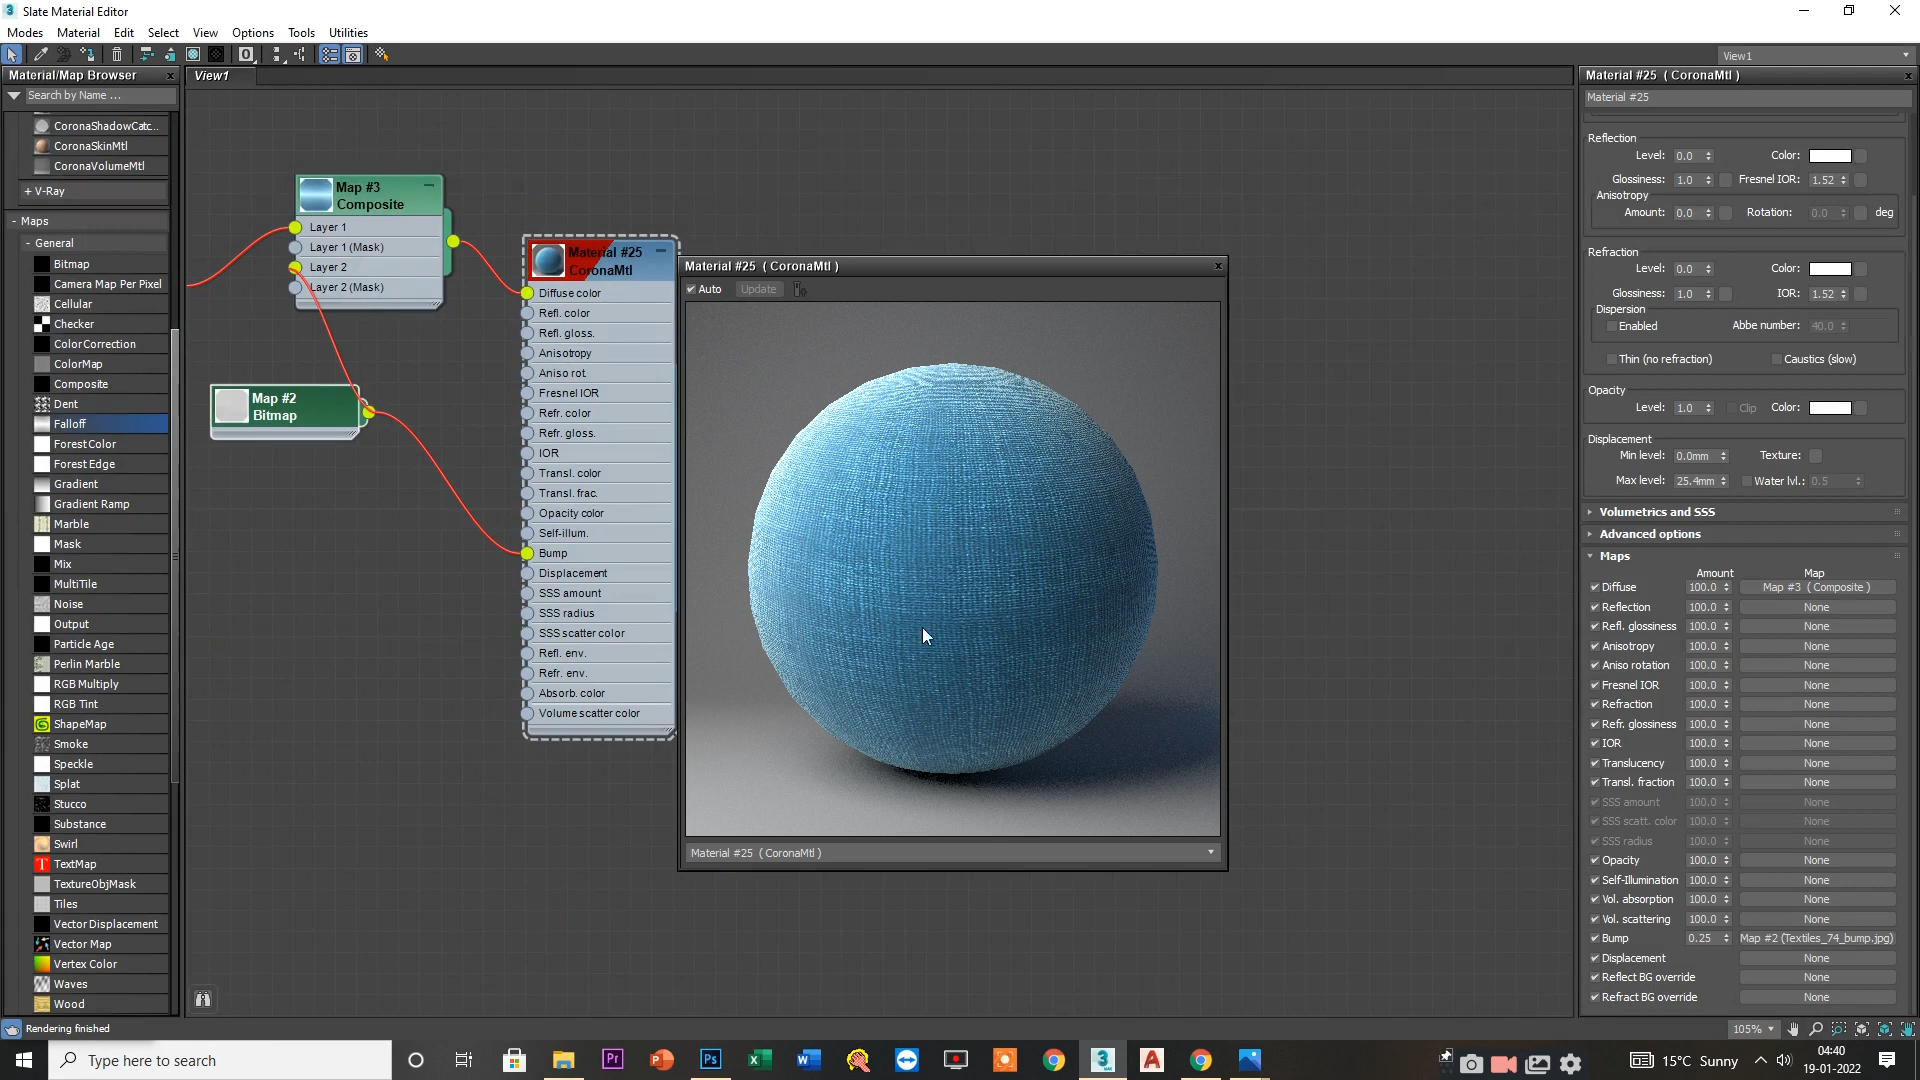 Slate Material Editor
Modes Material Edit Select View Options Tools Utilities
View1
Material/Map Browser
Search by Name ...
CoronaShadowCatc...
CoronaSkinMtl
CoronaVolumeMtl
+ V-Ray
- Maps
- General
Bitmap
Camera Map Per Pixel
Cellular
Checker
ColorCorrection
ColorMap
Composite
Dent
Falloff
ForestColor
Forest Edge
Gradient
Gradient Ramp
Marble
Mask
Mix
MultiTile
Noise
Output
Particle Age
Perlin Marble
RGB Multiply
RGB Tint
ShapeMap
Smoke
Speckle
Splat
Stucco
Substance
Swirl
TextMap
TextureObjMask
Tiles
Vector Displacement
Vector Map
Vertex Color
Waves
Wood
View1
Map #3
Composite
Layer 1
Layer 1 (Mask)
Layer 2
Layer 2 (Mask)
Map #2
Bitmap
Material #25
CoronaMtl
Diffuse color
Refl. color
Refl. gloss.
Anisotropy
Aniso rot.
Fresnel IOR
Refr. color
Refr. gloss.
IOR
Transl. color
Transl. frac.
Opacity color
Self-illum.
Bump
Displacement
SSS amount
SSS radius
SSS scatter color
Refl. env.
Refr. env.
Absorb. color
Volume scatter color
Material #25 ( CoronaMtl )
Auto Update
Material #25 ( CoronaMtl )
Material #25 ( CoronaMtl )
Material #25
Reflection
Level: 0.0 Color:
Glossiness: 1.0 Fresnel IOR: 1.52
Anisotropy
Amount: 0.0 Rotation: 0.0 deg
Refraction
Level: 0.0 Color:
Glossiness: 1.0 IOR: 1.52
Dispersion
Enabled Abbe number: 40.0
Thin (no refraction) Caustics (slow)
Opacity
Level: 1.0 Clip Color:
Displacement
Min level: 0.0mm Texture:
Max level: 25.4mm Water lvl.: 0.5
Volumetrics and SSS
Advanced options
Maps
Amount Map
Diffuse 100.0 Map #3 ( Composite )
Reflection 100.0 None
Refl. glossiness 100.0 None
Anisotropy 100.0 None
Aniso rotation 100.0 None
Fresnel IOR 100.0 None
Refraction 100.0 None
Refr. glossiness 100.0 None
IOR 100.0 None
Translucency 100.0 None
Transl. fraction 100.0 None
SSS amount 100.0 None
SSS scatt. color 100.0 None
SSS radius 100.0 None
Opacity 100.0 None
Self-Illumination 100.0 None
Vol. absorption 100.0 None
Vol. scattering 100.0 None
Bump 0.25 Map #2 (Textiles_74_bump.jpg)
Displacement None
Reflect BG override None
Refract BG override None
Rendering finished
105%
Type here to search
15°C Sunny
04:40
19-01-2022